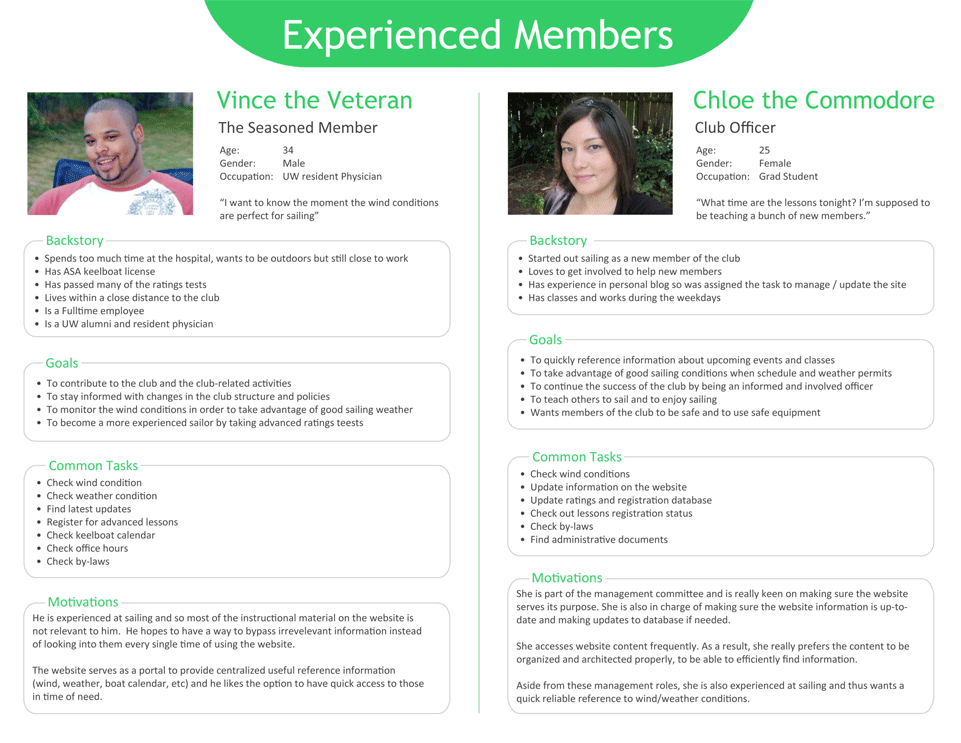 Experienced Members
Vince the Veteran
The Seasoned Member
Age: 34
Gender: Male
Occupation: UW resident Physician
“I want to know the moment the wind conditions
are perfect for sailing”
Backstory
• Spends too much time at the hospital, wants to be outdoors but still close to work
• Has ASA keelboat license
• Has passed many of the ratings tests
• Lives within a close distance to the club
• Is a Fulltime employee
• Is a UW alumni and resident physician
Goals
• To contribute to the club and the club-related activities
• To stay informed with changes in the club structure and policies
• To monitor the wind conditions in order to take advantage of good sailing weather
• To become a more experienced sailor by taking advanced ratings teests
Common Tasks
• Check wind condition
• Check weather condition
• Find latest updates
• Register for advanced lessons
• Check keelboat calendar
• Check office hours
• Check by-laws
Motivations
He is experienced at sailing and so most of the instructional material on the website is
not relevant to him. He hopes to have a way to bypass irrevelevant information instead
of looking into them every single time of using the website.
The website serves as a portal to provide centralized useful reference information
(wind, weather, boat calendar, etc) and he likes the option to have quick access to those
in time of need.
Chloe the Commodore
Club Officer
Age: 25
Gender: Female
Occupation: Grad Student
“What time are the lessons tonight? I’m supposed to
be teaching a bunch of new members.”
Backstory
• Started out sailing as a new member of the club
• Loves to get involved to help new members
• Has experience in personal blog so was assigned the task to manage / update the site
• Has classes and works during the weekdays
Goals
• To quickly reference information about upcoming events and classes
• To take advantage of good sailing conditions when schedule and weather permits
• To continue the success of the club by being an informed and involved officer
• To teach others to sail and to enjoy sailing
• Wants members of the club to be safe and to use safe equipment
Common Tasks
• Check wind conditions
• Update information on the website
• Update ratings and registration database
• Check out lessons registration status
• Check by-laws
• Find administrative documents
Motivations
She is part of the management committee and is really keen on making sure the website
serves its purpose. She is also in charge of making sure the website information is up-to-
date and making updates to database if needed.
She accesses website content frequently. As a result, she really prefers the content to be
organized and architected properly, to be able to efficiently find information.
Aside from these management roles, she is also experienced at sailing and thus wants a
quick reliable reference to wind/weather conditions.